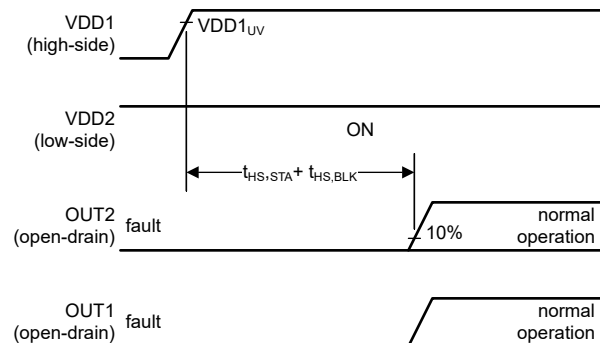 VDD1
(high-side)
VDD1UV
VDD2
(low-side)
ON
tHS,STA+ tHS,BLK
OUT2
(open-drain)
fault
10%
normal
operation
OUT1
(open-drain)
fault
normal
operation